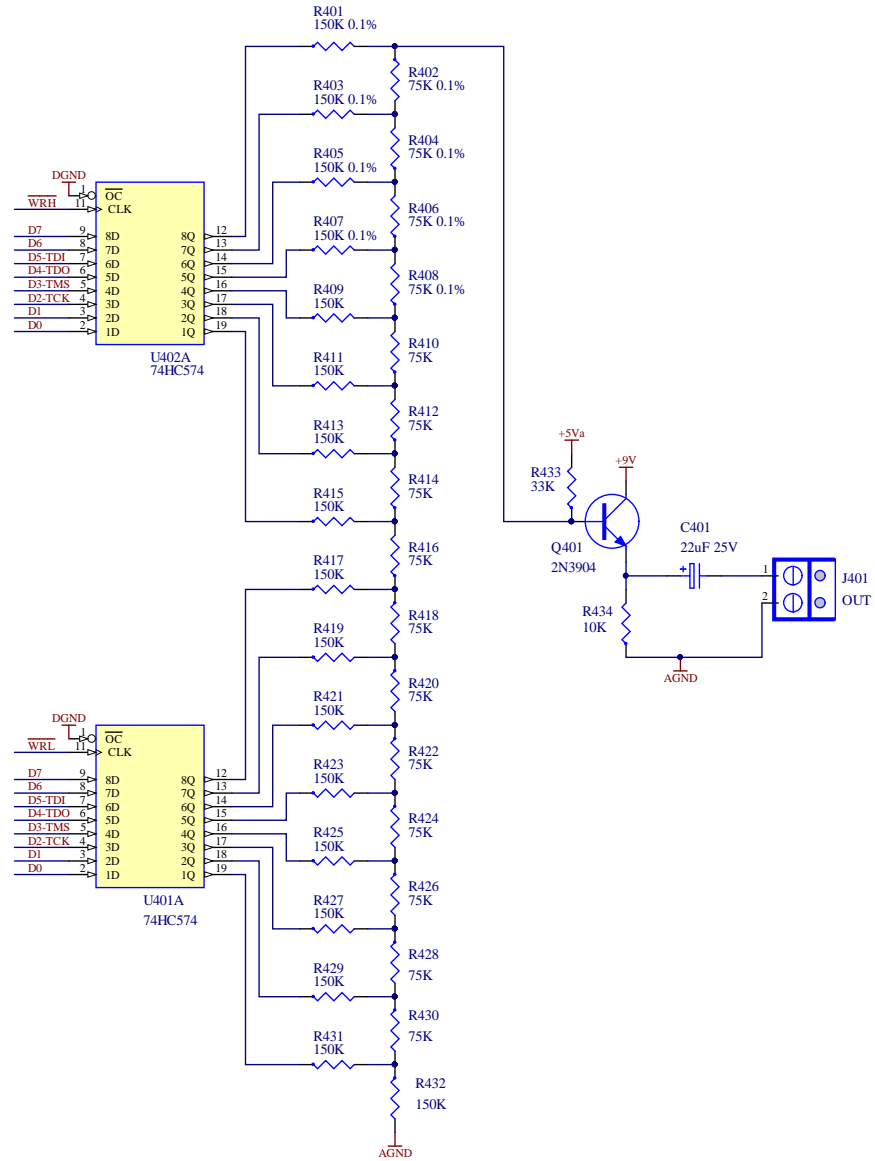 R401
150K 0.1%
R402
75K 0.1%
R403
150K 0.1%
R404
75K 0.1%
R405
150K 0.1%
R406
75K 0.1%
R407
150K 0.1%
R408
75K 0.1%
R409
150K
R410
75K
R411
150K
R412
75K
R413
150K
R414
75K
R415
150K
R416
75K
R417
150K
R418
75K
R419
150K
R420
75K
R421
150K
R422
75K
R423
150K
R424
75K
R425
150K
R426
75K
R427
150K
R428
75K
R429
150K
R430
75K
R431
150K
R432
150K
AGND
DGND
1 OC
WRH 11 CLK
D7 9 8D 8Q 12
D6 8 7D 7Q 13
D5-TDI 7 6D 6Q 14
D4-TDO 6 5D 5Q 15
D3-TMS 5 4D 4Q 16
D2-TCK 4 3D 3Q 17
D1 3 2D 2Q 18
D0 2 1D 1Q 19
U402A
74HC574
DGND
1 OC
WRL 11 CLK
D7 9 8D 8Q 12
D6 8 7D 7Q 13
D5-TDI 7 6D 6Q 14
D4-TDO 6 5D 5Q 15
D3-TMS 5 4D 4Q 16
D2-TCK 4 3D 3Q 17
D1 3 2D 2Q 18
D0 2 1D 1Q 19
U401A
74HC574
+5Va
R433
33K
+9V
Q401
2N3904
C401
22uF 25V
+
1
2
J401
OUT
R434
10K
AGND